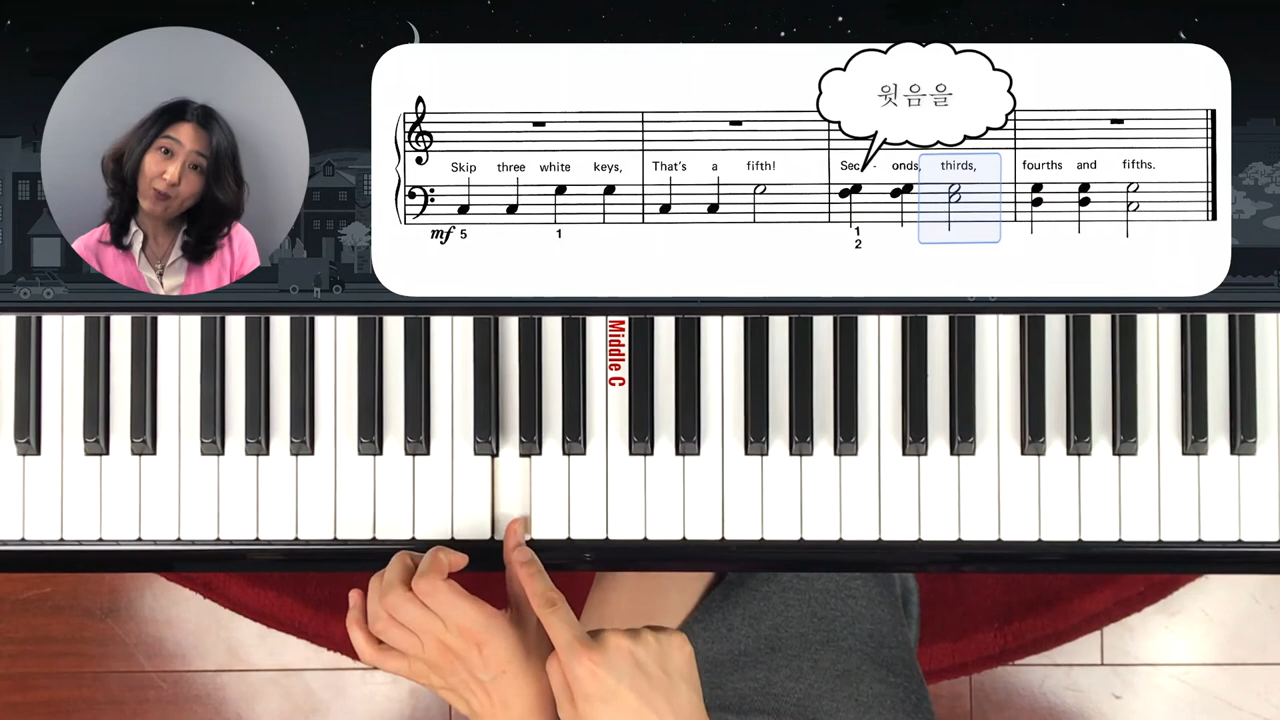 윗음을
Skip three white keys, That's a fifth! Sec - onds, thirds, fourths and fifths.
mf 5 1 1
2
Middle C